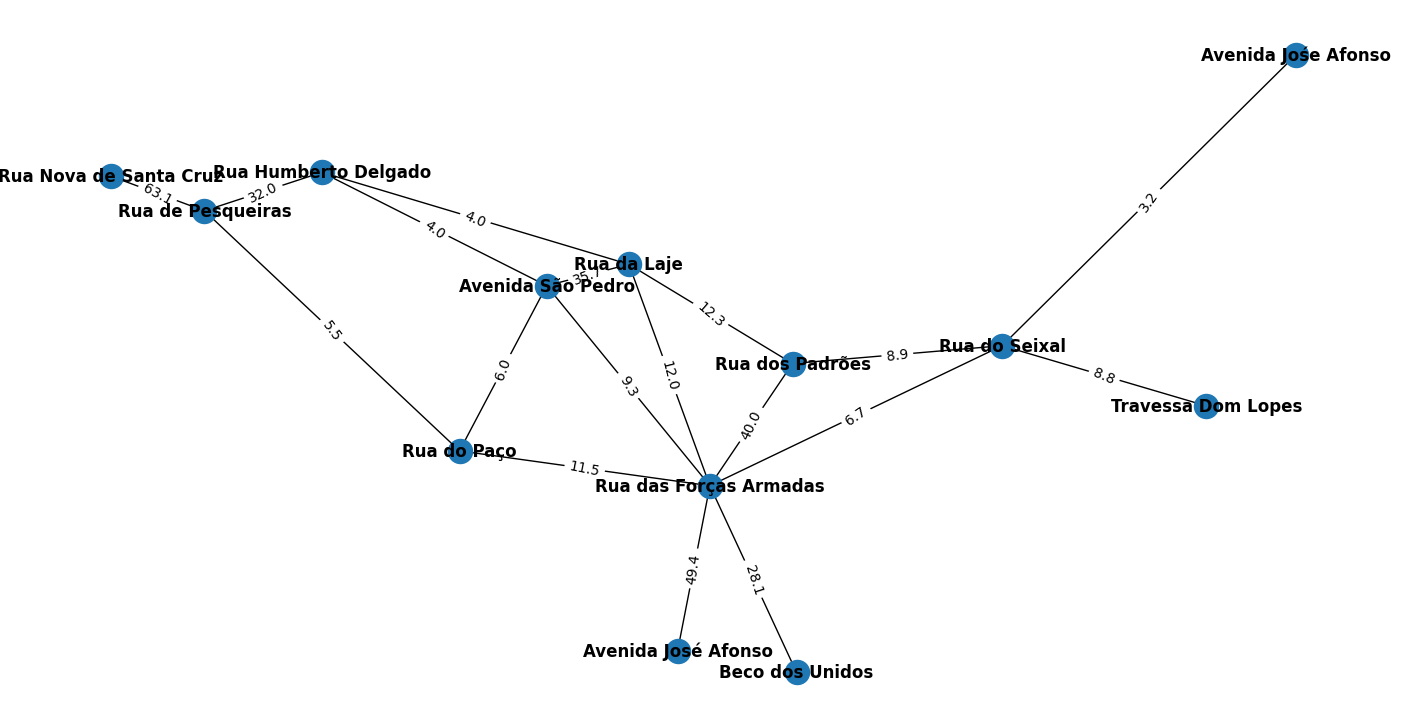 Avenida Jośe Afonso
3.2
Rua Nova de Santa Cruz
63.1
Rua Humberto Delgado
32.0
Rua de Pesqueiras
4.0
4.0
Rua da Laje
Avenida São Pedro
5.5
12.3
6.0
9.3
12.0
Rua dos Padrões
8.9
Rua do Seixal
8.8
Travessa Dom Lopes
40.0
6.7
Rua do Paço
11.5
Rua das Forças Armadas
49.4
28.1
Avenida José Afonso
Beco dos Unidos